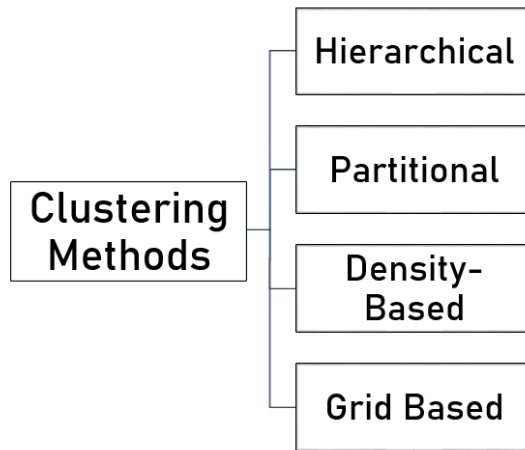 Clustering
Methods
Hierarchical
Partitional
Density-
Based
Grid Based